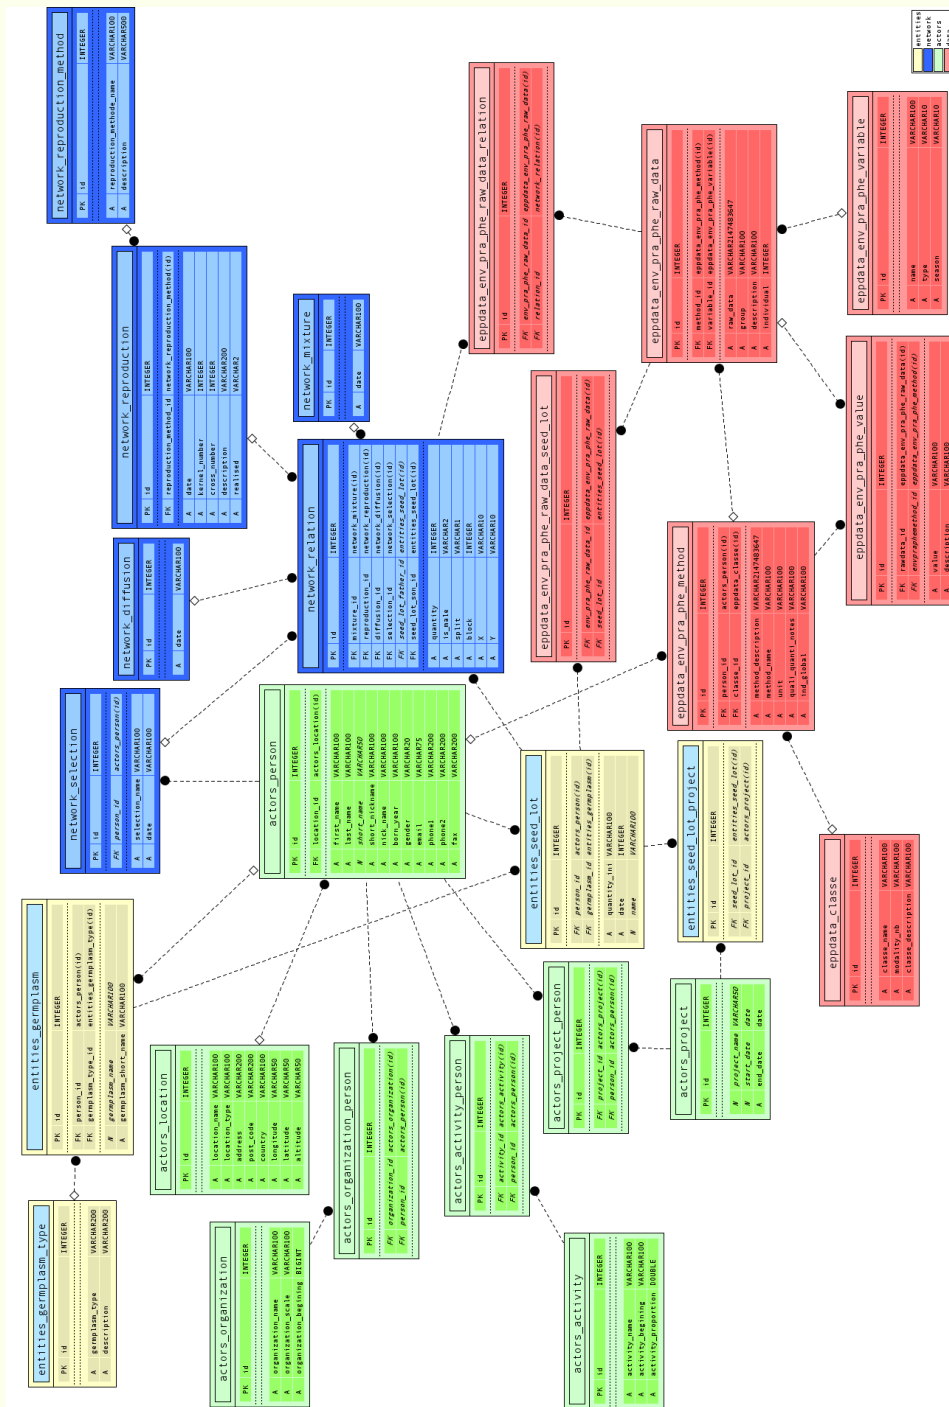 entities_germplasm_type
PK id INTEGER
A germplasm_type VARCHAR200
A description VARCHAR200
entities_germplasm
PK id INTEGER
FK person_id actors_person(id)
FK germplasm_type_id entities_germplasm_type(id)
N germplasm_name VARCHAR100
A germplasm_short_name VARCHAR100
network_selection
PK id INTEGER
FK person_id actors_person(id)
A selection_name VARCHAR100
A date VARCHAR100
network_diffusion
PK id INTEGER
A date VARCHAR100
network_reproduction
PK id INTEGER
FK reproduction_method_id network_reproduction_method(id)
A date VARCHAR100
A kernel_number INTEGER
A cross_number INTEGER
A description VARCHAR200
A realised VARCHAR2
network_reproduction_method
PK id INTEGER
A reproduction_methode_name VARCHAR100
A description VARCHAR500
actors_location
PK id INTEGER
A location_name VARCHAR100
A location_type VARCHAR100
A address VARCHAR200
A post_code VARCHAR200
A country VARCHAR50
A longitude VARCHAR50
A latitude VARCHAR50
A altitude VARCHAR50
actors_organization
PK id INTEGER
A organization_name VARCHAR100
A organization_scale VARCHAR100
A organization_begining BIGINT
actors_organization_person
PK id INTEGER
FK organization_id actors_organization(id)
FK person_id actors_person(id)
actors_person
PK id INTEGER
FK location_id actors_location(id)
A first_name VARCHAR100
A last_name VARCHAR100
N short_name VARCHAR50
A short_nickname VARCHAR100
A nick_name VARCHAR100
A born_year VARCHAR100
A gender VARCHAR20
A email VARCHAR75
A phone1 VARCHAR200
A phone2 VARCHAR200
A fax VARCHAR200
network_mixture
PK id INTEGER
A date VARCHAR100
network_relation
PK id INTEGER
FK mixture_id network_mixture(id)
FK reproduction_id network_reproduction(id)
FK diffusion_id network_diffusion(id)
FK selection_id network_selection(id)
FK seed_lot_father_id entities_seed_lot(id)
FK seed_lot_son_id entities_seed_lot(id)
A quantity INTEGER
A is_male VARCHAR2
A split VARCHAR1
A block INTEGER
A X VARCHAR10
A Y VARCHAR10
actors_activity_person
PK id INTEGER
FK activity_id actors_activity(id)
FK person_id actors_person(id)
actors_activity
PK id INTEGER
A activity_name VARCHAR100
A activity_begining VARCHAR100
A activity_proportion DOUBLE
actors_project_person
PK id INTEGER
FK project_id actors_project(id)
FK person_id actors_person(id)
entities_seed_lot
PK id INTEGER
FK person_id actors_person(id)
FK germplasm_id entities_germplasm(id)
A quantity_ini VARCHAR100
A date INTEGER
N name VARCHAR100
eppdata_env_pra_phe_raw_data_seed_lot
PK id INTEGER
FK env_pra_phe_raw_data_id eppdata_env_pra_phe_raw_data(id)
FK seed_lot_id entities_seed_lot(id)
eppdata_env_pra_phe_raw_data_relation
PK id INTEGER
FK env_pra_phe_raw_data_id eppdata_env_pra_phe_raw_data(id)
FK relation_id network_relation(id)
actors_project
PK id INTEGER
N project_name VARCHAR50
N start_date date
A end_date date
entities_seed_lot_project
PK id INTEGER
FK seed_lot_id entities_seed_lot(id)
FK project_id actors_project(id)
eppdata_env_pra_phe_method
PK id INTEGER
FK person_id actors_person(id)
FK classe_id eppdata_classe(id)
A method_description VARCHAR2147483647
A method_name VARCHAR100
A unit VARCHAR100
A quali_quanti_notes VARCHAR100
A ind_global VARCHAR100
eppdata_env_pra_phe_raw_data
PK id INTEGER
FK method_id eppdata_env_pra_phe_method(id)
FK variable_id eppdata_env_pra_phe_variable(id)
A raw_data VARCHAR2147483647
A group VARCHAR100
A description VARCHAR100
A individual INTEGER
eppdata_classe
PK id INTEGER
A classe_name VARCHAR100
A modality_nb VARCHAR100
A classe_description VARCHAR100
eppdata_env_pra_phe_value
PK id INTEGER
FK rawdata_id eppdata_env_pra_phe_raw_data(id)
FK envpraphemethod_id eppdata_env_pra_phe_method(id)
A value VARCHAR100
A description VARCHAR100
eppdata_env_pra_phe_variable
PK id INTEGER
A name VARCHAR100
A type VARCHAR10
A season VARCHAR10
entities
network
actors